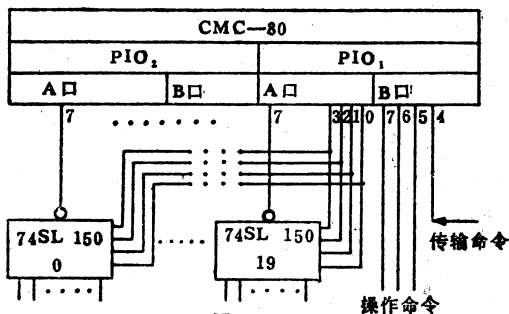 CMC—80
PIO₂ PIO₁
A口 B口 A口 B口
7 7 3 2 1 0 7 6 5 4
传输命令
74SL 150 74SL 150
0 19
操作命令